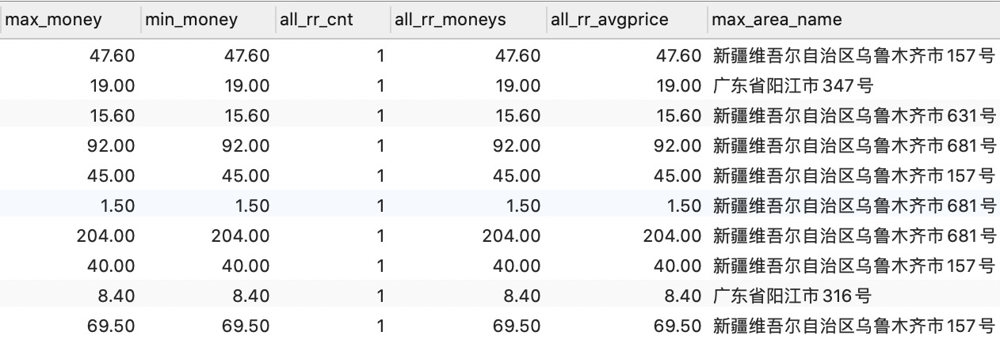 max_money min_money all_rr_cnt all_rr_moneys all_rr_avgprice max_area_name
47.60 47.60 1 47.60 47.60 新疆维吾尔自治区乌鲁木齐市157号
19.00 19.00 1 19.00 19.00 广东省阳江市347号
15.60 15.60 1 15.60 15.60 新疆维吾尔自治区乌鲁木齐市631号
92.00 92.00 1 92.00 92.00 新疆维吾尔自治区乌鲁木齐市681号
45.00 45.00 1 45.00 45.00 新疆维吾尔自治区乌鲁木齐市157号
1.50 1.50 1 1.50 1.50 新疆维吾尔自治区乌鲁木齐市681号
204.00 204.00 1 204.00 204.00 新疆维吾尔自治区乌鲁木齐市681号
40.00 40.00 1 40.00 40.00 新疆维吾尔自治区乌鲁木齐市157号
8.40 8.40 1 8.40 8.40 广东省阳江市316号
69.50 69.50 1 69.50 69.50 新疆维吾尔自治区乌鲁木齐市157号